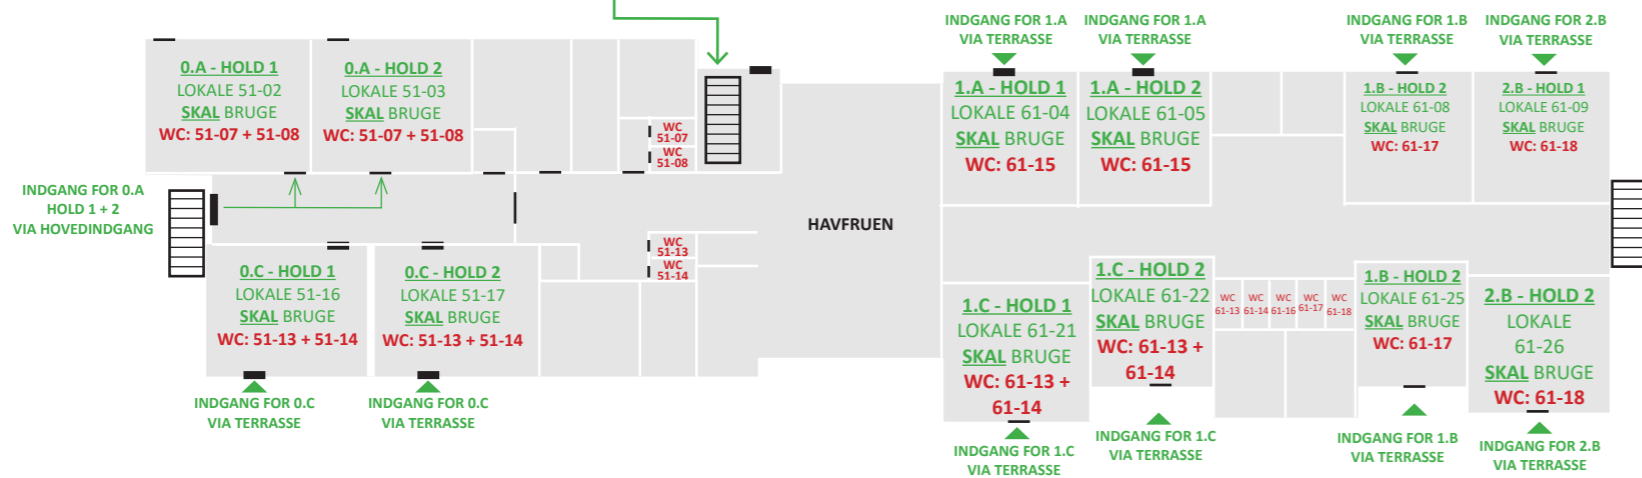 INDGANG FOR 1.A
VIA TERRASSE
INDGANG FOR 1.A
VIA TERRASSE
INDGANG FOR 1.B
VIA TERRASSE
INDGANG FOR 2.B
VIA TERRASSE
0.A - HOLD 1
LOKALE 51-02
SKAL BRUGE
WC: 51-07 + 51-08
0.A - HOLD 2
LOKALE 51-03
SKAL BRUGE
WC: 51-07 + 51-08
WC
51-07
WC
51-08
1.A - HOLD 1
LOKALE 61-04
SKAL BRUGE
WC: 61-15
1.A - HOLD 2
LOKALE 61-05
SKAL BRUGE
WC: 61-15
1.B - HOLD 2
LOKALE 61-08
SKAL BRUGE
WC: 61-17
2.B - HOLD 1
LOKALE 61-09
SKAL BRUGE
WC: 61-18
INDGANG FOR 0.A
HOLD 1 + 2
VIA HOVEDINDGANG
HAVFRUEN
0.C - HOLD 1
LOKALE 51-16
SKAL BRUGE
WC: 51-13 + 51-14
0.C - HOLD 2
LOKALE 51-17
SKAL BRUGE
WC: 51-13 + 51-14
WC
51-13
WC
51-14
1.C - HOLD 1
LOKALE 61-21
SKAL BRUGE
WC: 61-13 +
61-14
1.C - HOLD 2
LOKALE 61-22
SKAL BRUGE
WC: 61-13 +
61-14
WC
61-13
WC
61-14
WC
61-16
WC
61-17
WC
61-18
1.B - HOLD 2
LOKALE 61-25
SKAL BRUGE
WC: 61-17
2.B - HOLD 2
LOKALE
61-26
SKAL BRUGE
WC: 61-18
INDGANG FOR 0.C
VIA TERRASSE
INDGANG FOR 0.C
VIA TERRASSE
INDGANG FOR 1.C
VIA TERRASSE
INDGANG FOR 1.C
VIA TERRASSE
INDGANG FOR 1.B
VIA TERRASSE
INDGANG FOR 2.B
VIA TERRASSE